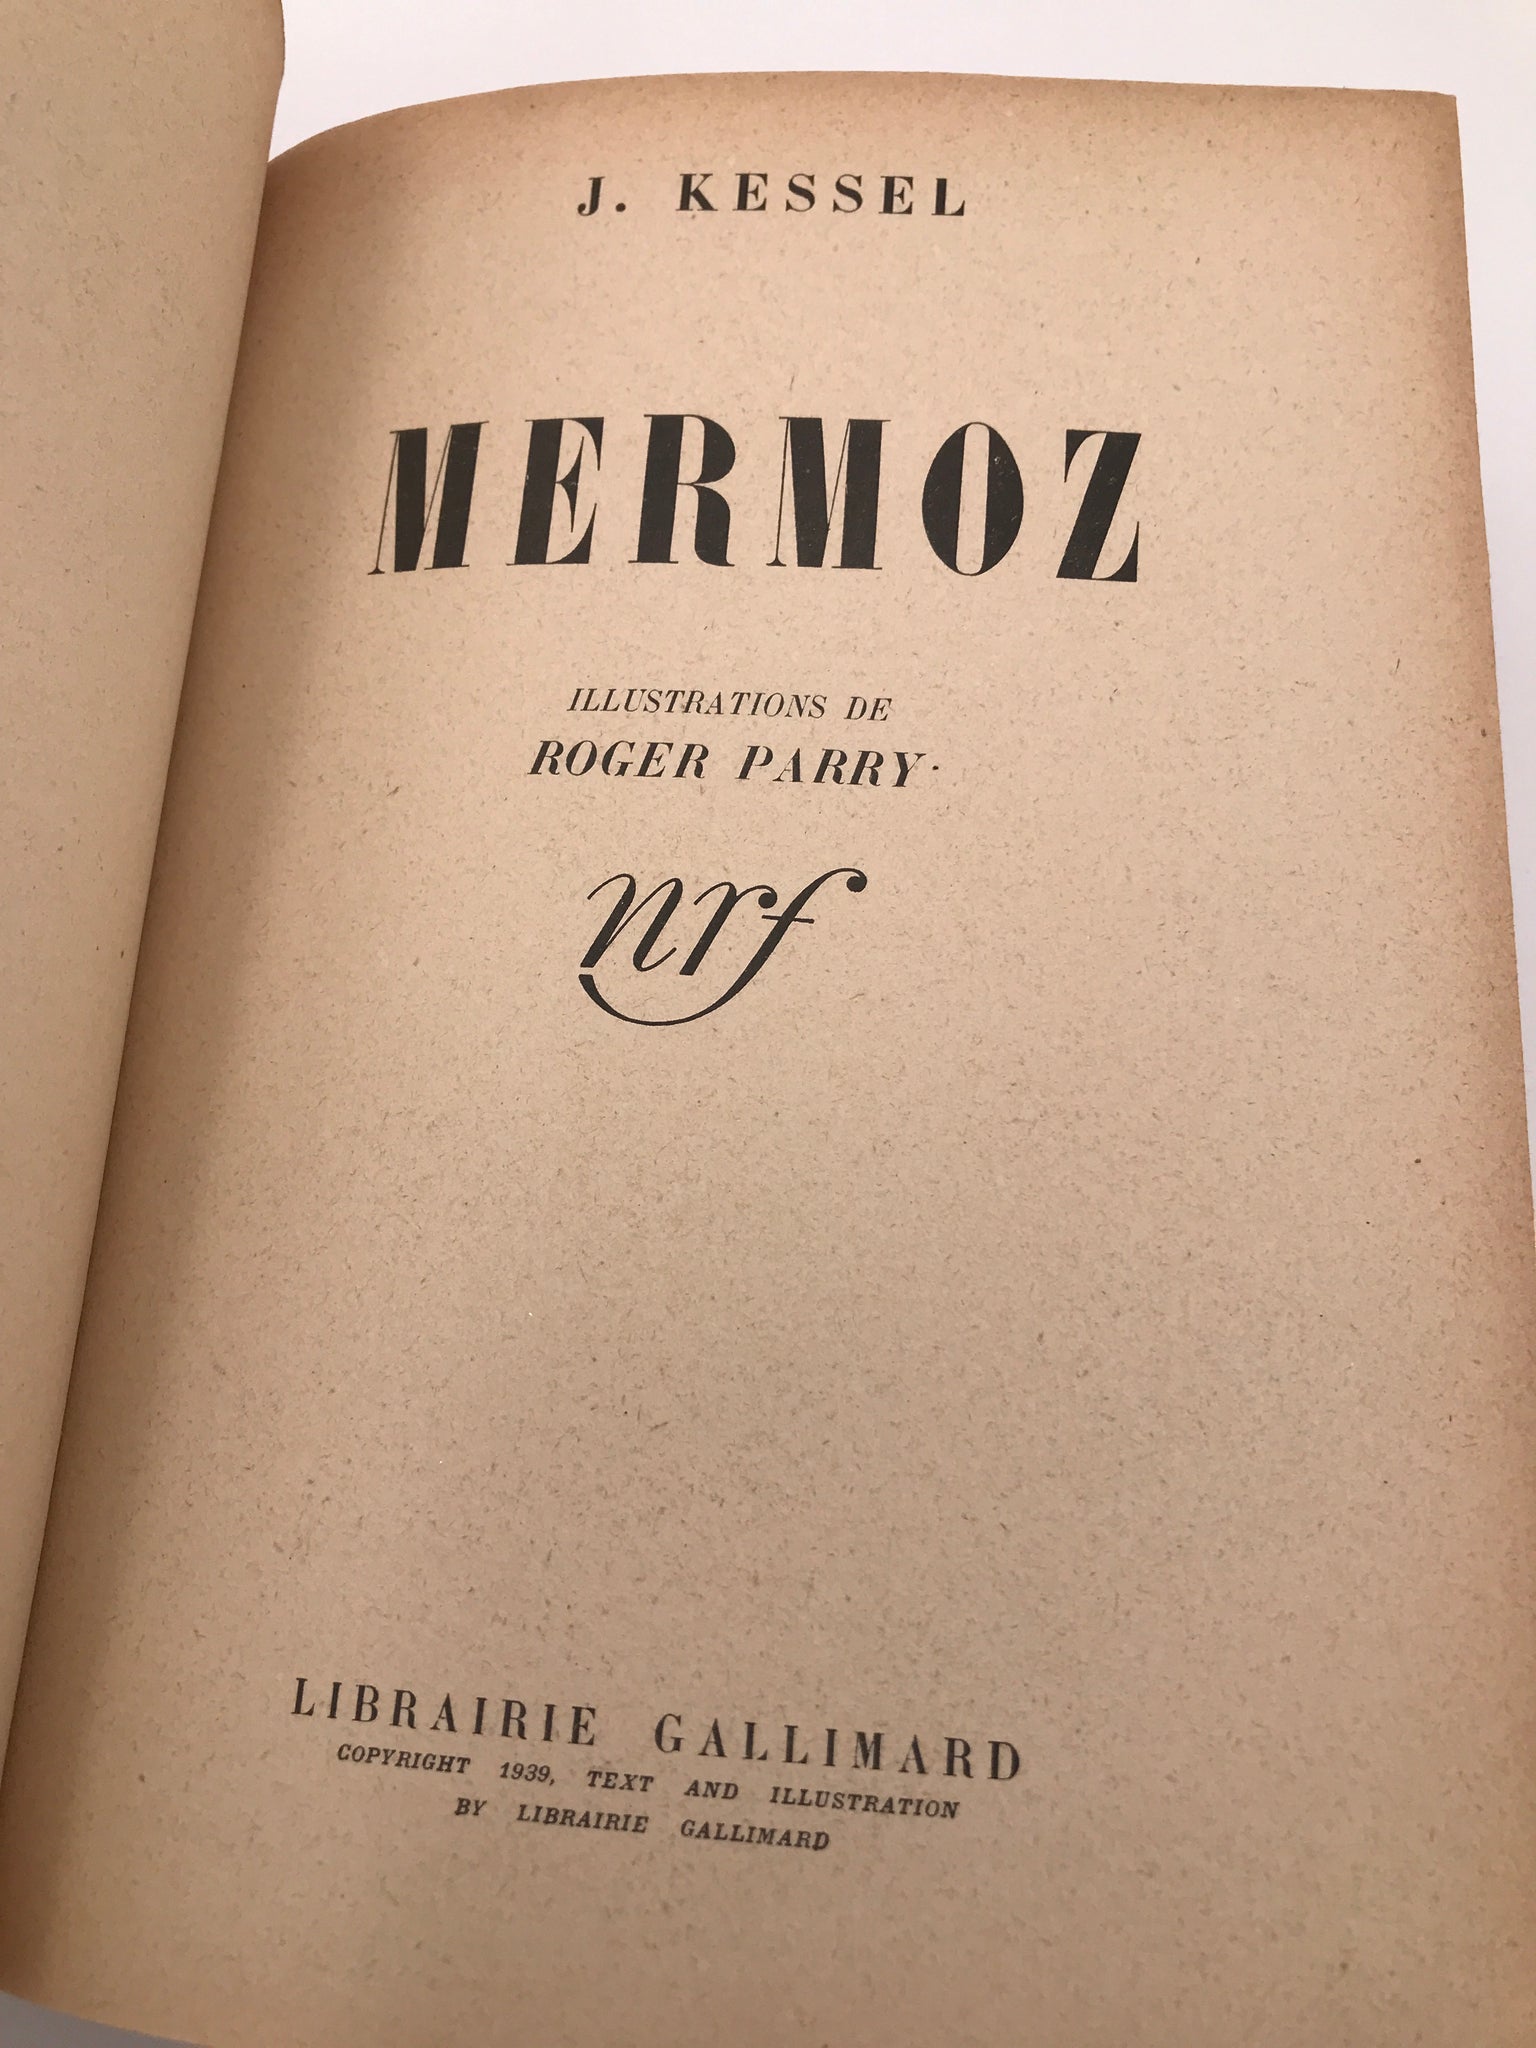 J. KESSEL
MERMOZ
ILLUSTRATIONS DE
ROGER PARRY.
nrf
LIBRAIRIE GALLIMARD
COPYRIGHT 1939, TEXT AND ILLUSTRATION
BY LIBRAIRIE GALLIMARD